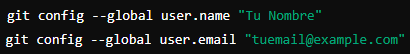 git config --global user.name "Tu Nombre"
git config --global user.email "tuemail@example.com"